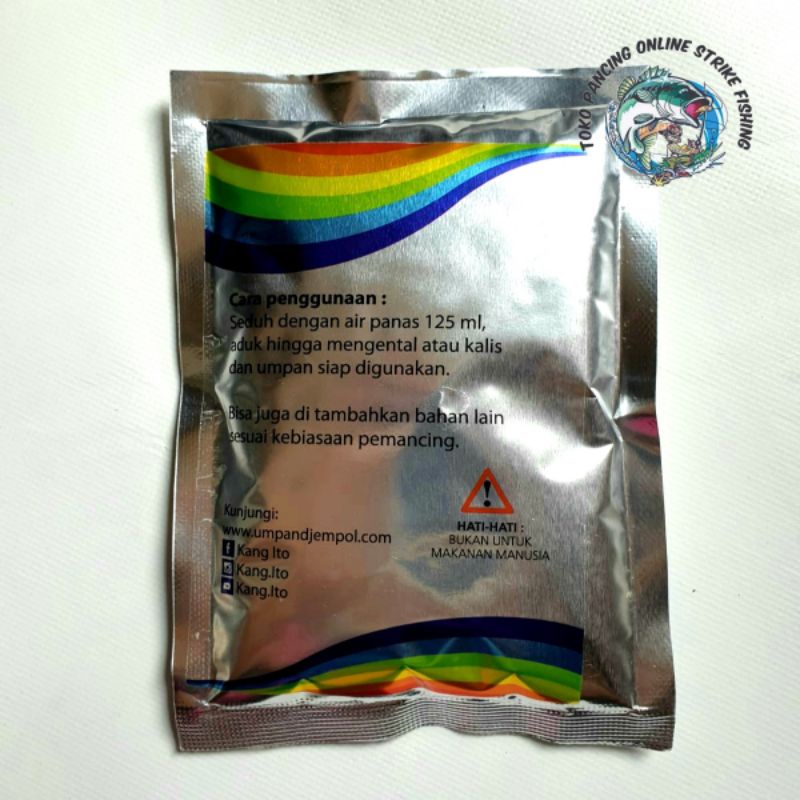 TOKO PANCING ONLINE STRIKE FISHING
Cara penggunaan :
Seduh dengan air panas 125 ml,
aduk hingga mengental atau kalis
dan umpan siap digunakan.
Bisa juga di tambahkan bahan lain
sesuai kebiasaan pemancing.
Kunjungi:
www.umpandjempol.com
Kang Ito
Kang.Ito
Kang.Ito
HATI-HATI :
BUKAN UNTUK
MAKANAN MANUSIA